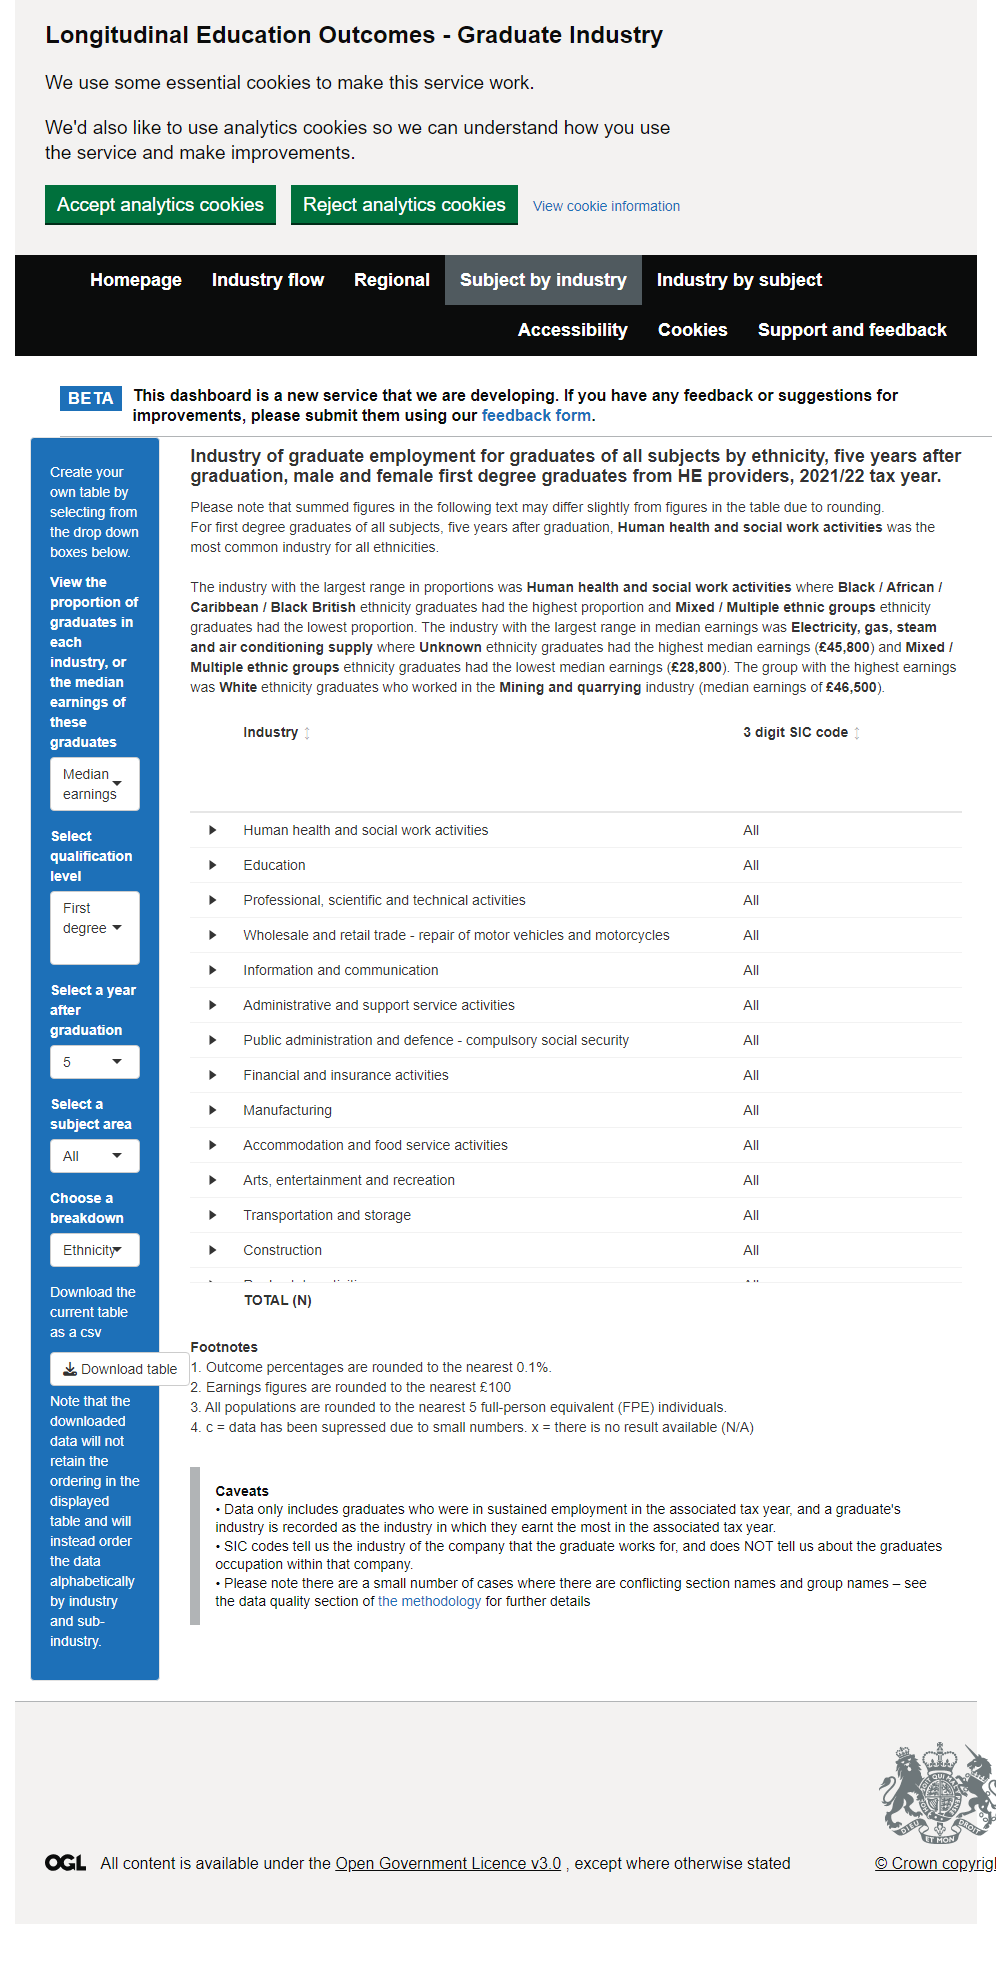 Longitudinal Education Outcomes - Graduate Industry
We use some essential cookies to make this service work.
We'd also like to use analytics cookies so we can understand how you use
the service and make improvements.
Accept analytics cookies
Reject analytics cookies
View cookie information
Homepage
Industry flow
Regional
Subject by industry
Industry by subject
Accessibility
Cookies
Support and feedback
BETA
This dashboard is a new service that we are developing. If you have any feedback or suggestions for
improvements, please submit them using our feedback form.
Create your
own table by
selecting from
the drop down
boxes below.
View the
proportion of
graduates in
each
industry, or
the median
earnings of
these
graduates
Median
earnings
Select
qualification
level
First
degree
Select a year
after
graduation
5
Select a
subject area
All
Choose a
breakdown
Ethnicity
Download the
current table
as a csv
Download table
Note that the
downloaded
data will not
retain the
ordering in the
displayed
table and will
instead order
the data
alphabetically
by industry
and sub-
industry.
Industry of graduate employment for graduates of all subjects by ethnicity, five years after
graduation, male and female first degree graduates from HE providers, 2021/22 tax year.
Please note that summed figures in the following text may differ slightly from figures in the table due to rounding.
For first degree graduates of all subjects, five years after graduation, Human health and social work activities was the
most common industry for all ethnicities.
The industry with the largest range in proportions was Human health and social work activities where Black / African /
Caribbean / Black British ethnicity graduates had the highest proportion and Mixed / Multiple ethnic groups ethnicity
graduates had the lowest proportion. The industry with the largest range in median earnings was Electricity, gas, steam
and air conditioning supply where Unknown ethnicity graduates had the highest median earnings (£45,800) and Mixed /
Multiple ethnic groups ethnicity graduates had the lowest median earnings (£28,800). The group with the highest earnings
was White ethnicity graduates who worked in the Mining and quarrying industry (median earnings of £46,500).
Industry
3 digit SIC code
Human health and social work activities All
Education All
Professional, scientific and technical activities All
Wholesale and retail trade - repair of motor vehicles and motorcycles All
Information and communication All
Administrative and support service activities All
Public administration and defence - compulsory social security All
Financial and insurance activities All
Manufacturing All
Accommodation and food service activities All
Arts, entertainment and recreation All
Transportation and storage All
Construction All
TOTAL (N)
Footnotes
1. Outcome percentages are rounded to the nearest 0.1%.
2. Earnings figures are rounded to the nearest £100
3. All populations are rounded to the nearest 5 full-person equivalent (FPE) individuals.
4. c = data has been supressed due to small numbers. x = there is no result available (N/A)
Caveats
• Data only includes graduates who were in sustained employment in the associated tax year, and a graduate's
industry is recorded as the industry in which they earnt the most in the associated tax year.
• SIC codes tell us the industry of the company that the graduate works for, and does NOT tell us about the graduates
occupation within that company.
• Please note there are a small number of cases where there are conflicting section names and group names – see
the data quality section of the methodology for further details
OGL All content is available under the Open Government Licence v3.0 , except where otherwise stated
© Crown copyrig